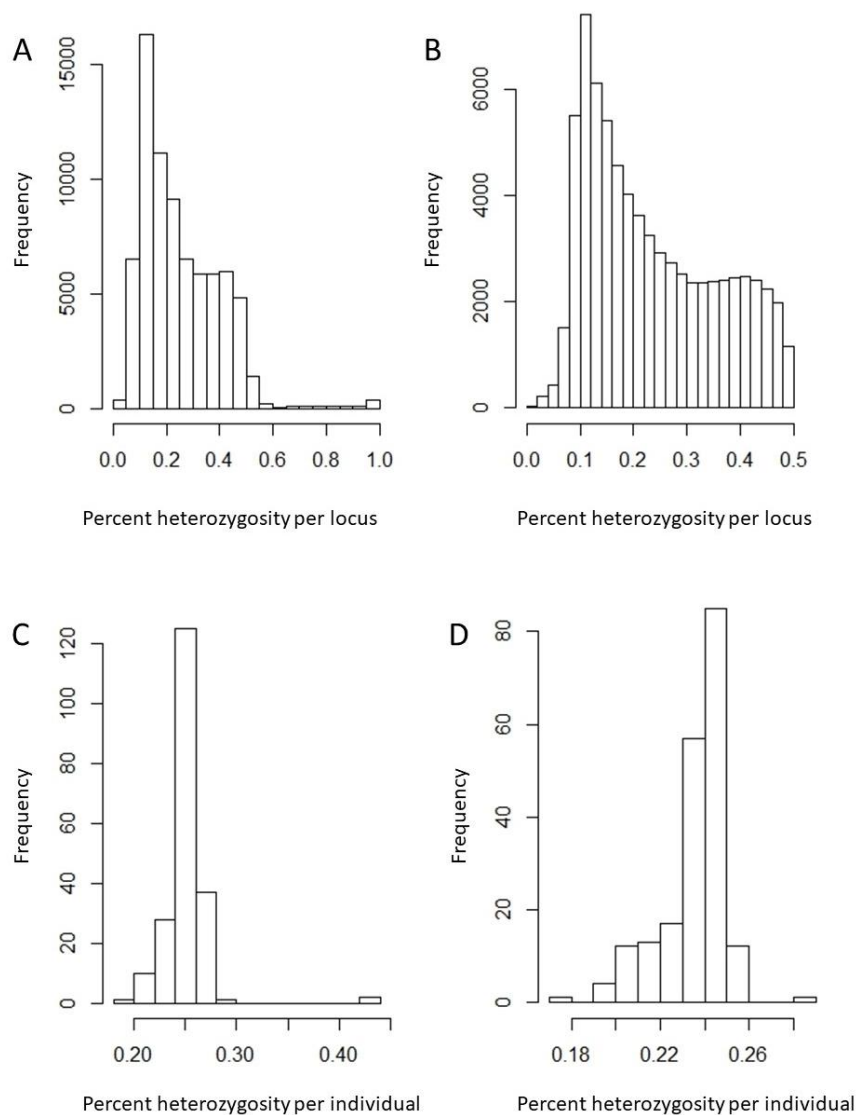 A
Frequency
15000
10000
5000
0
0.0 0.2 0.4 0.6 0.8 1.0
Percent heterozygosity per locus
B
Frequency
6000
4000
2000
0
0.0 0.1 0.2 0.3 0.4 0.5
Percent heterozygosity per locus
C
Frequency
120
100
80
60
40
20
0
0.20 0.30 0.40
Percent heterozygosity per individual
D
Frequency
80
60
40
20
0
0.18 0.22 0.26
Percent heterozygosity per individual